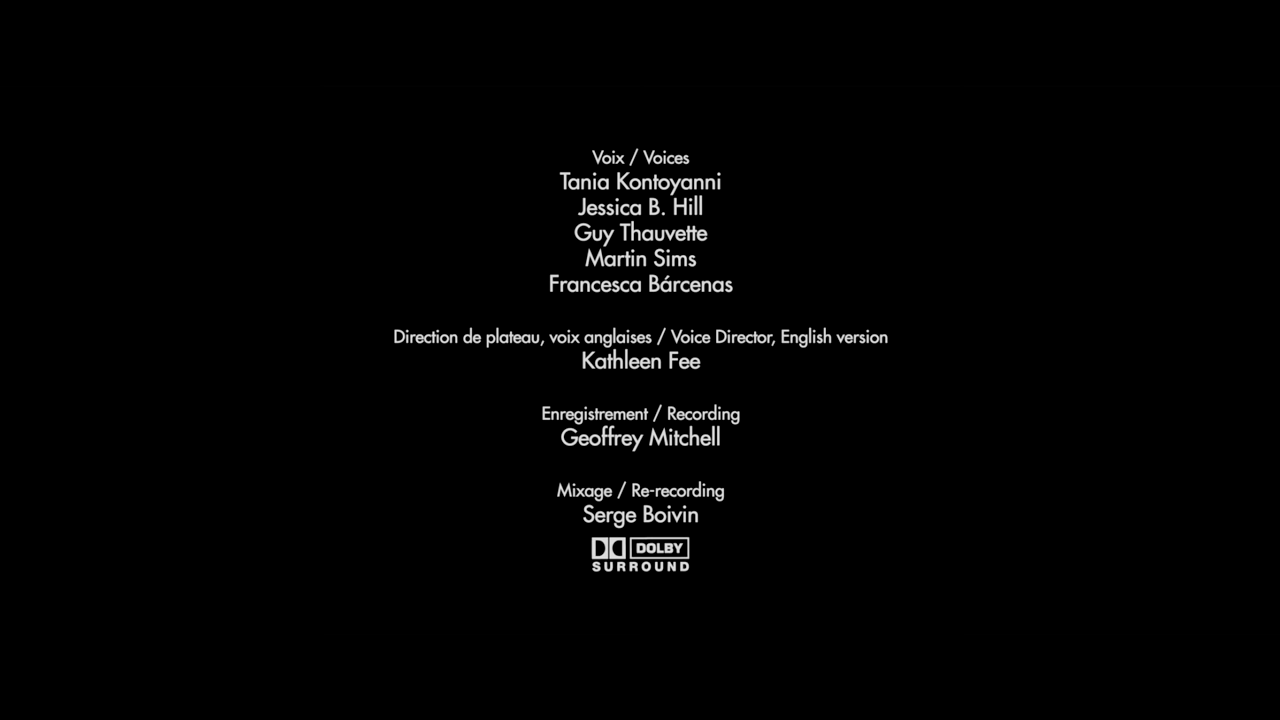 Voix / Voices
Tania Kontoyanni
Jessica B. Hill
Guy Thauvette
Martin Sims
Francesca Bárcenas
Direction de plateau, voix anglaises / Voice Director, English version
Kathleen Fee
Enregistrement / Recording
Geoffrey Mitchell
Mixage / Re-recording
Serge Boivin
DOLBY
SURROUND